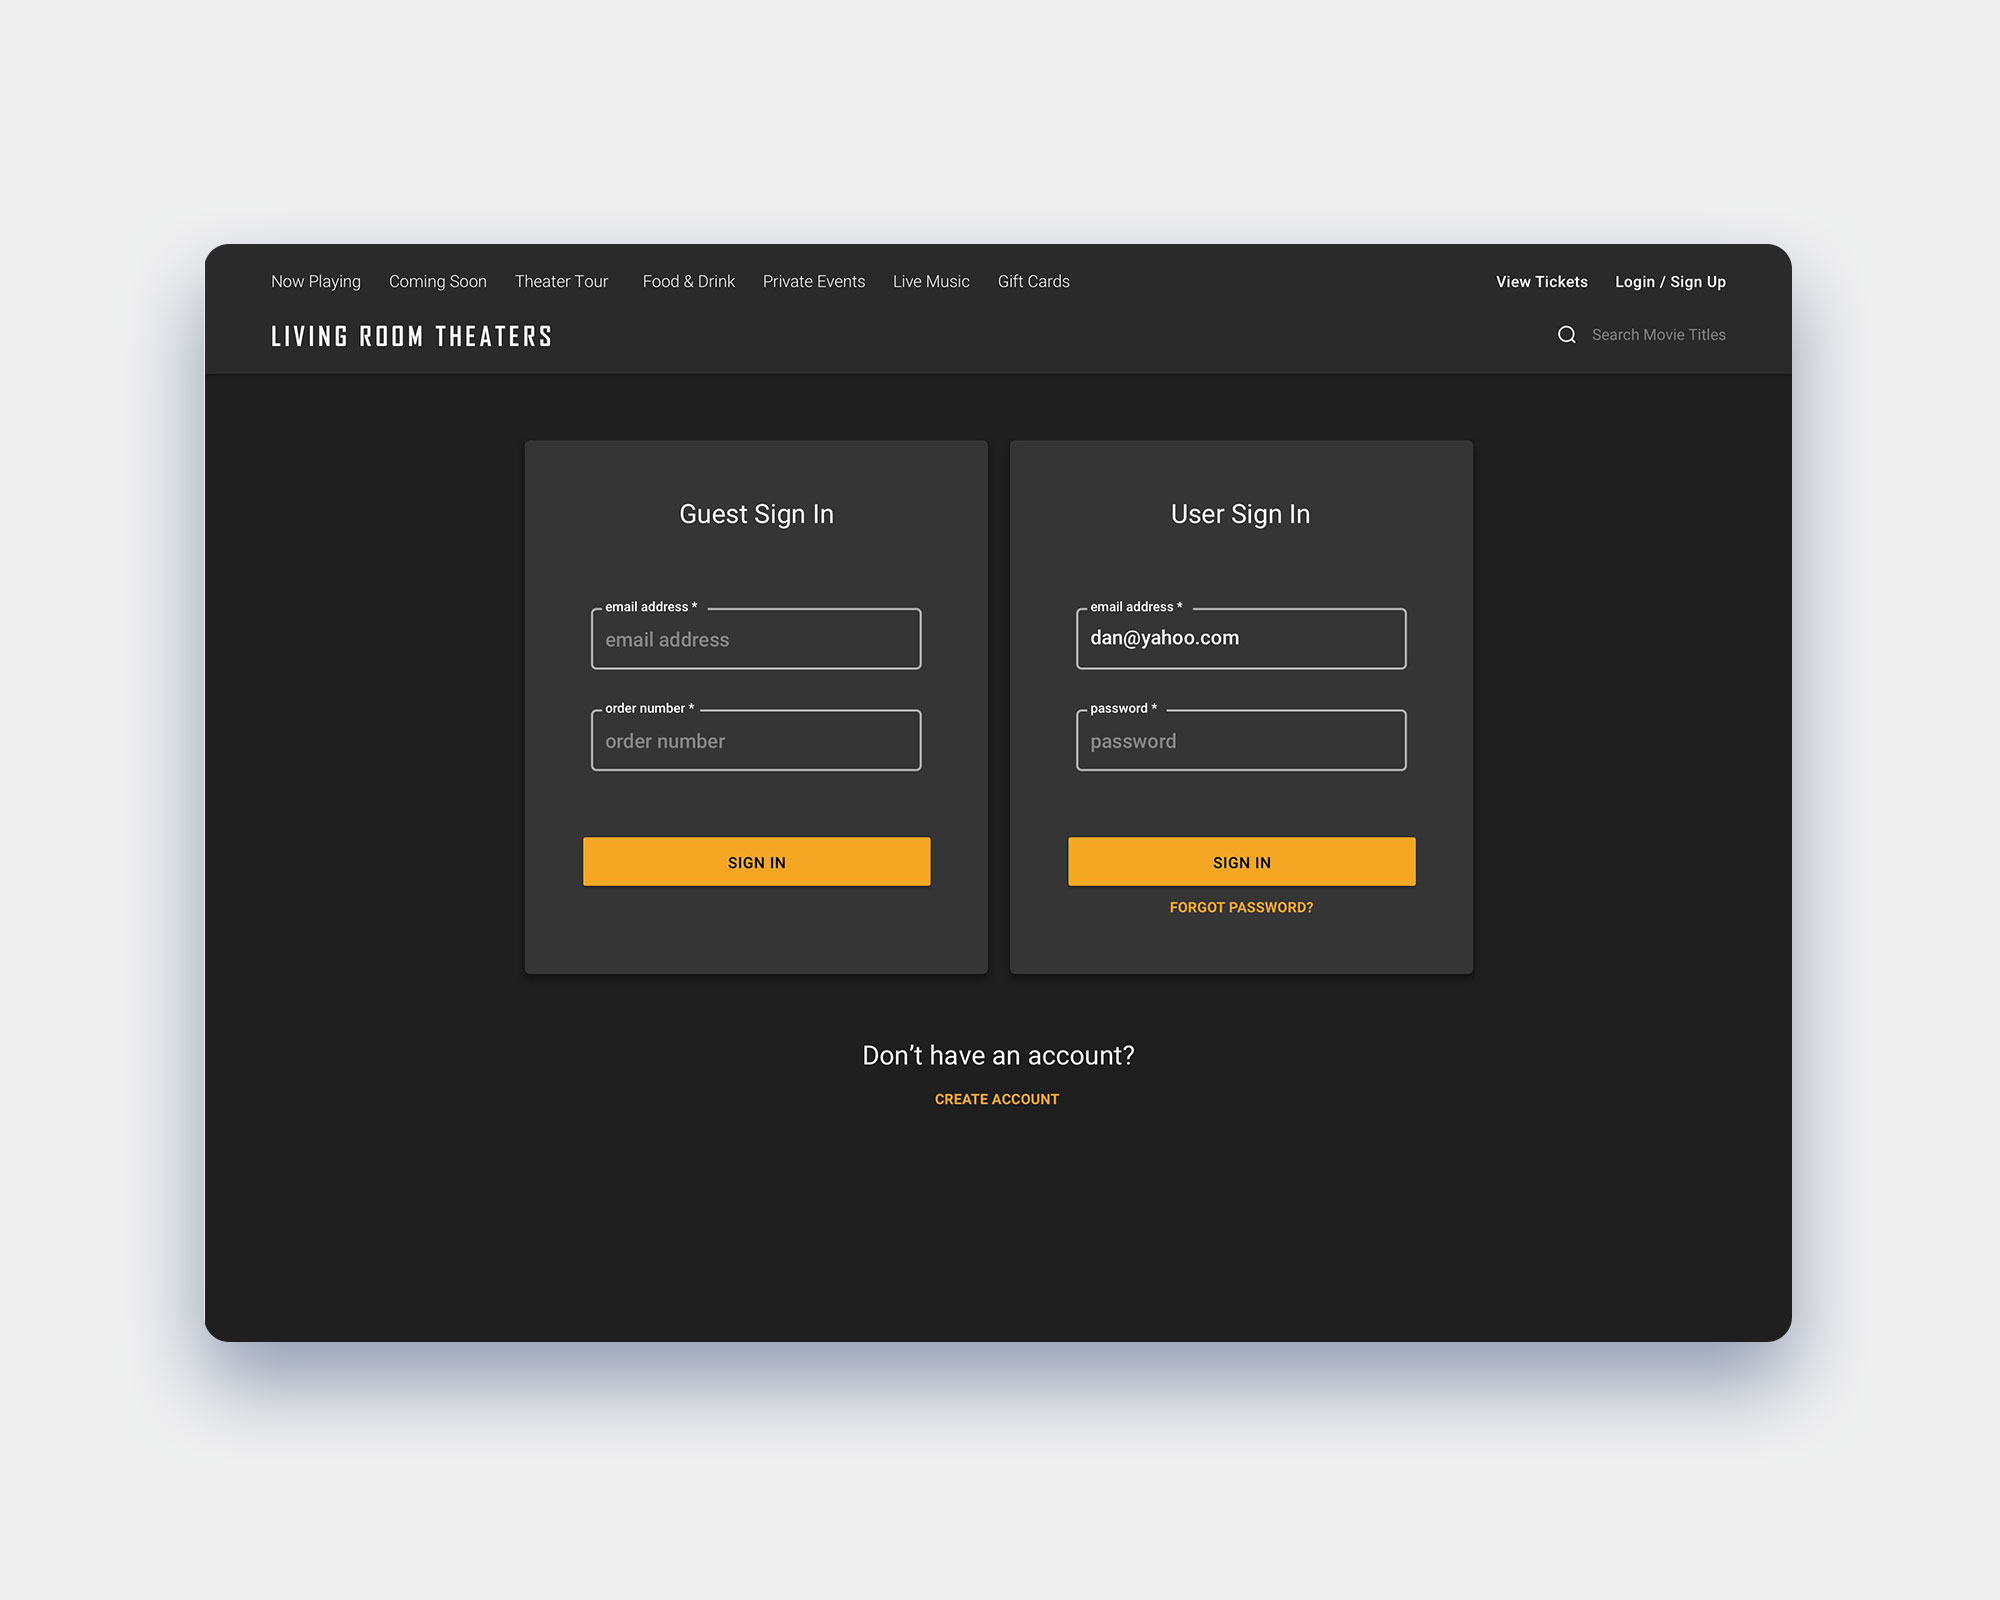 Now Playing Coming Soon Theater Tour Food & Drink Private Events Live Music Gift Cards View Tickets Login / Sign Up
LIVING ROOM THEATERS Search Movie Titles
Guest Sign In
email address *
email address
order number *
order number
SIGN IN
User Sign In
email address *
dan@yahoo.com
password *
password
SIGN IN
FORGOT PASSWORD?
Don’t have an account?
CREATE ACCOUNT